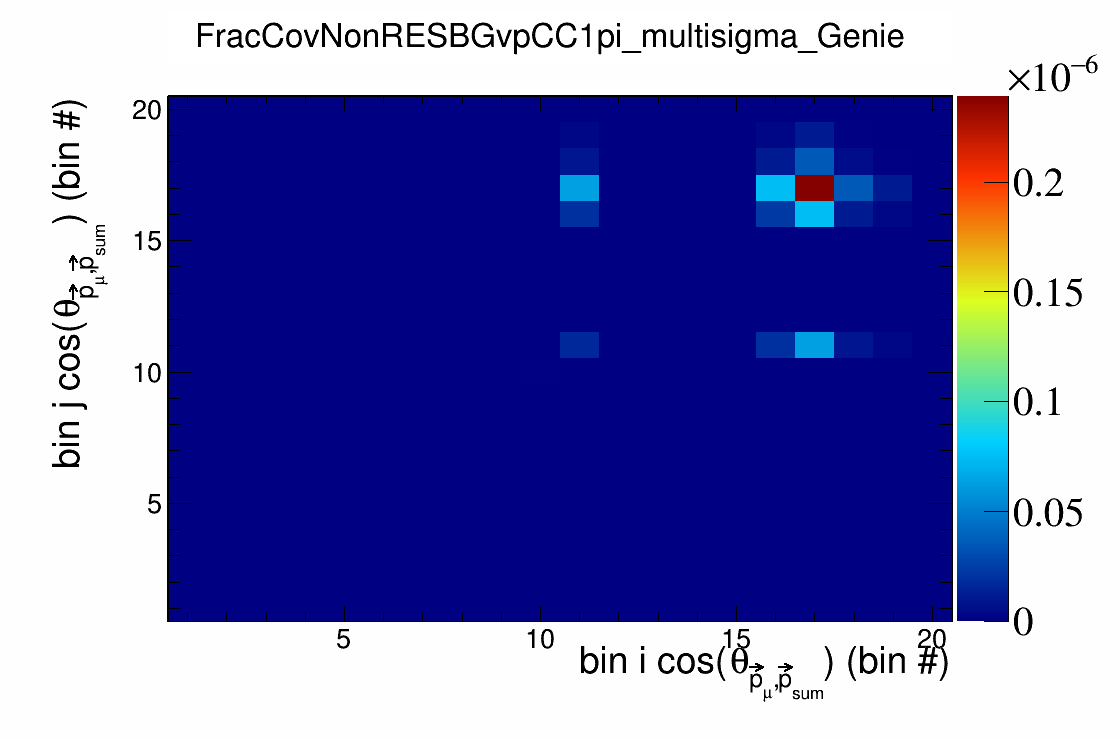 FracCovNonRESBGvpCC1pi_multisigma_Genie
×10⁻⁶
20
15
10
5
bin j cos(θ_{p⃗_μ,p⃗_sum}) (bin #)
0.2
0.15
0.1
0.05
0
5 10 15 20
bin i cos(θ_{p⃗_μ,p⃗_sum}) (bin #)